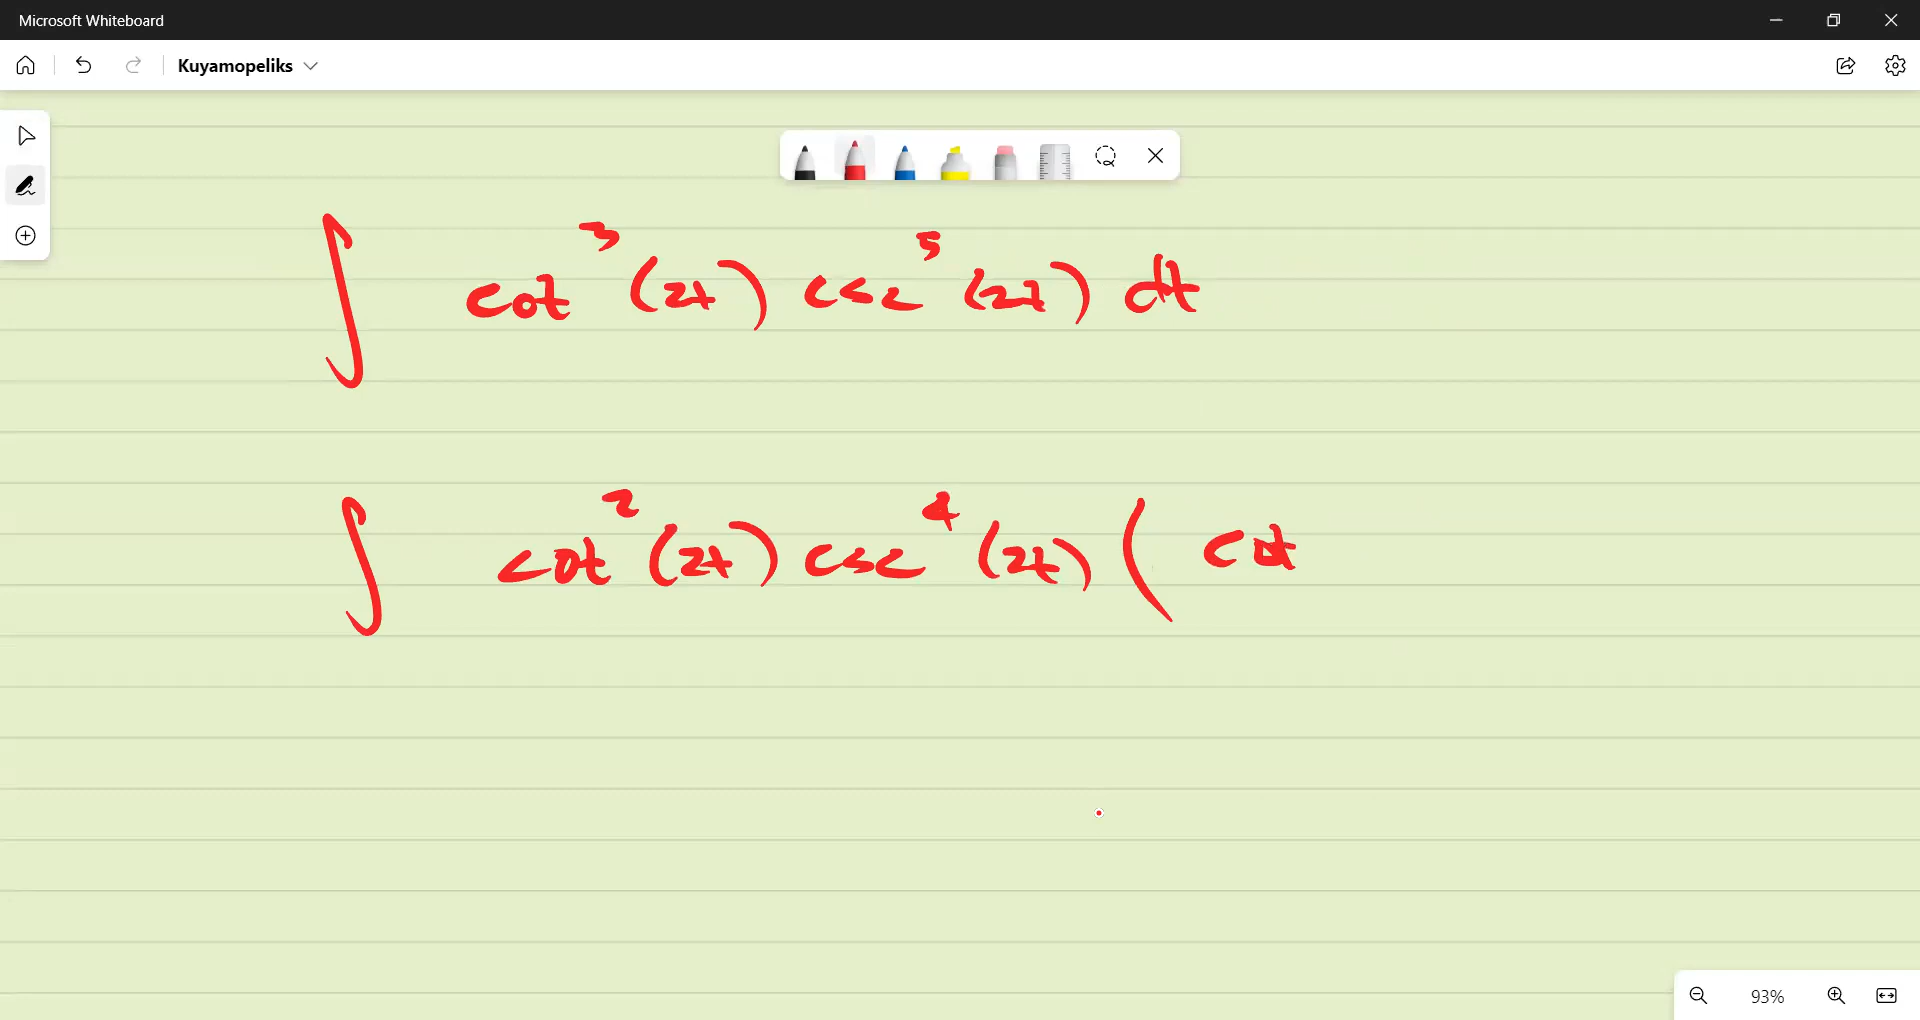 Microsoft Whiteboard
Kuyamopeliks
∫ cot³ (2t) csc⁵ (2t) dt
∫ cot² (2t) csc⁴ (2t) ( cot
93%